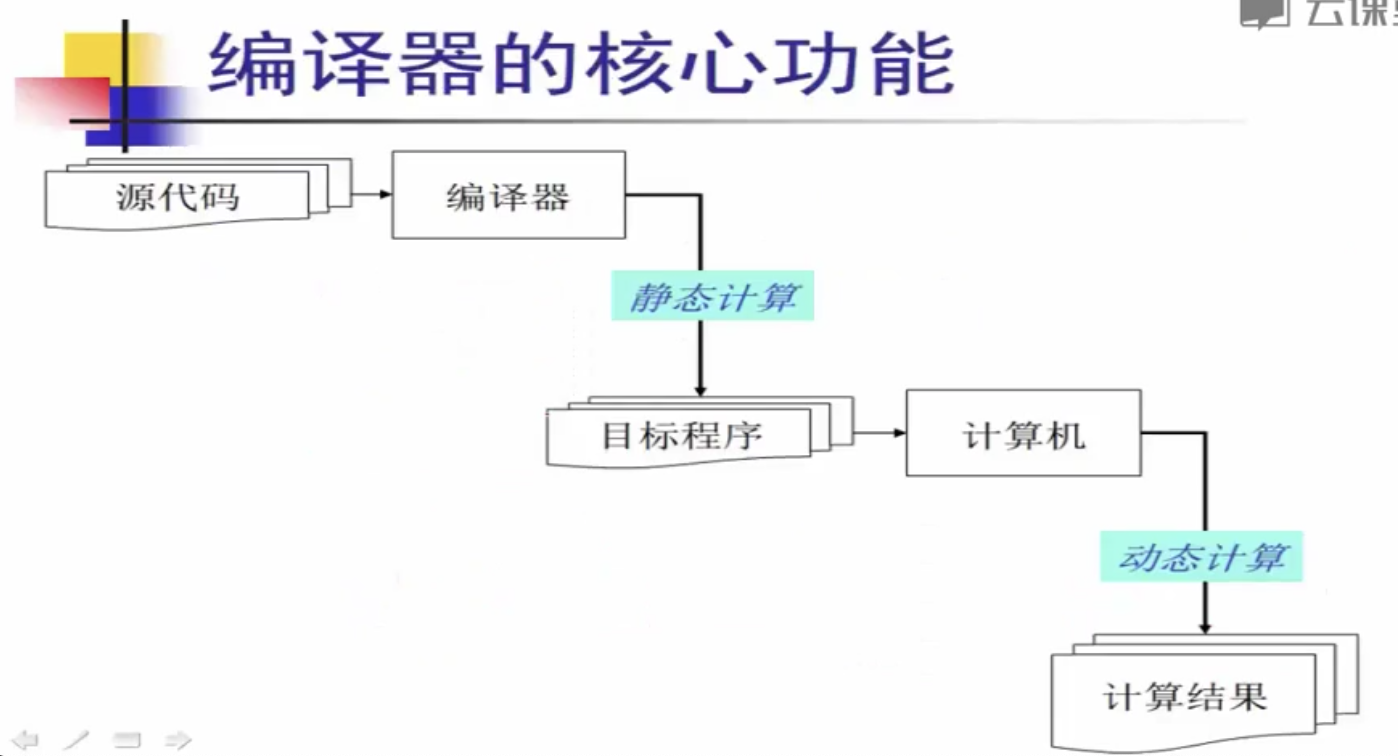 云课
编译器的核心功能
源代码
编译器
静态计算
目标程序
计算机
动态计算
计算结果